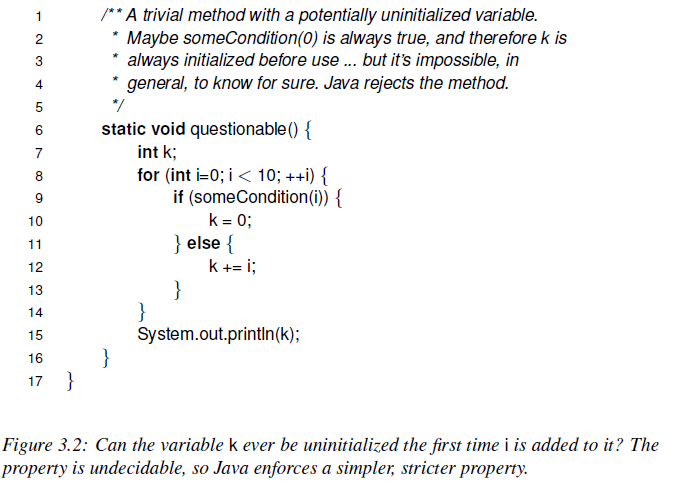 1 /** A trivial method with a potentially uninitialized variable.
2 * Maybe someCondition(0) is always true, and therefore k is
3 * always initialized before use ... but it's impossible, in
4 * general, to know for sure. Java rejects the method.
5 */
6 static void questionable() {
7 int k;
8 for (int i=0; i < 10; ++i) {
9 if (someCondition(i)) {
10 k = 0;
11 } else {
12 k += i;
13 }
14 }
15 System.out.println(k);
16 }
17 }
Figure 3.2: Can the variable k ever be uninitialized the first time i is added to it? The
property is undecidable, so Java enforces a simpler, stricter property.